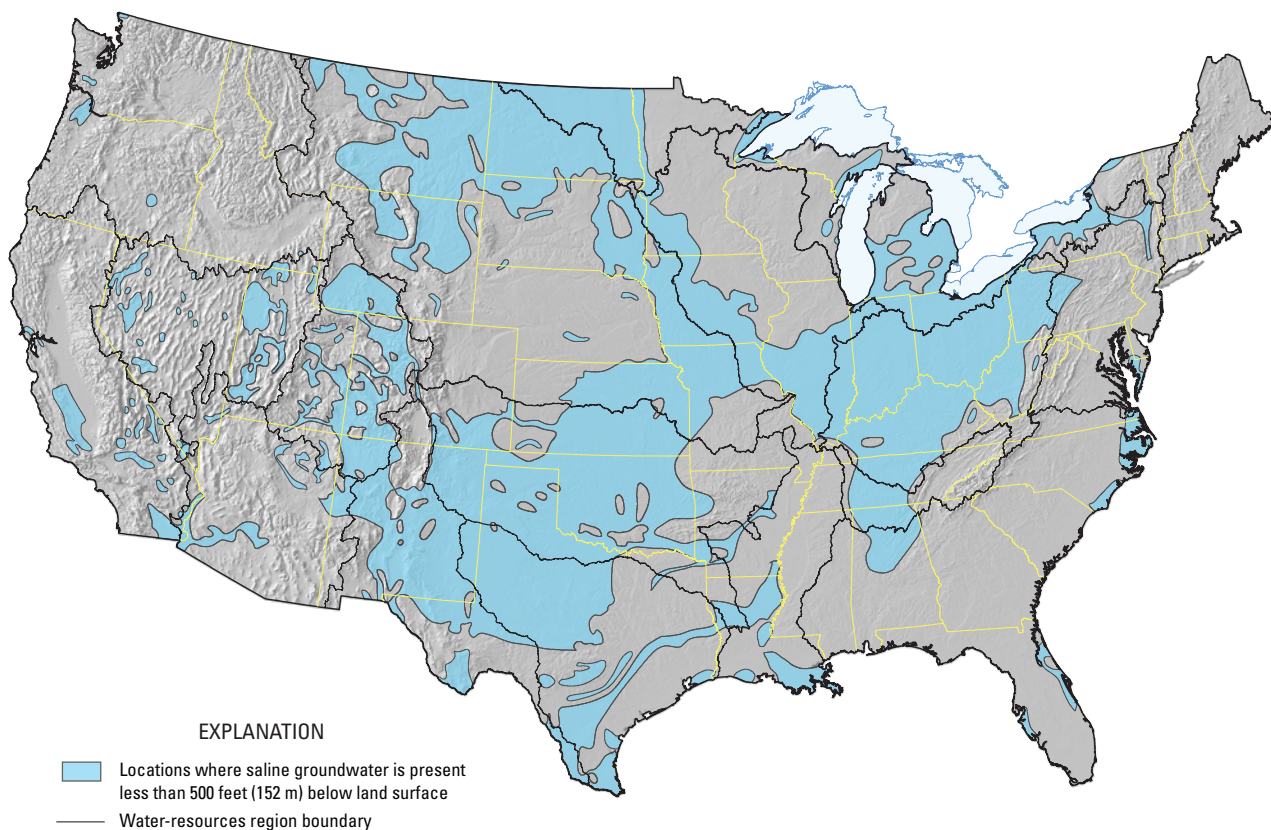 EXPLANATION
Locations where saline groundwater is present
less than 500 feet (152 m) below land surface
Water-resources region boundary